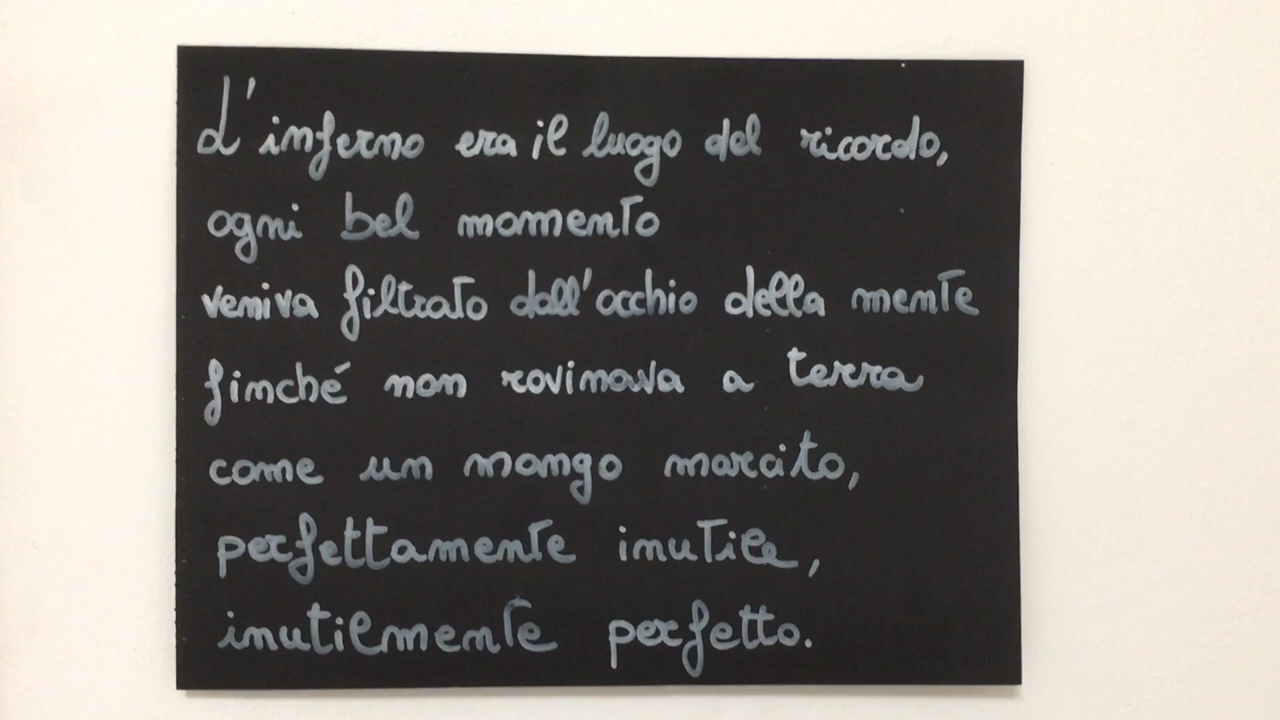 L'inferno era il luogo del ricordo,
ogni bel momento
veniva filtrato dall'occhio della mente
finché non rovinava a terra
come un mango marcito,
perfettamente inutile,
inutilmente perfetto.